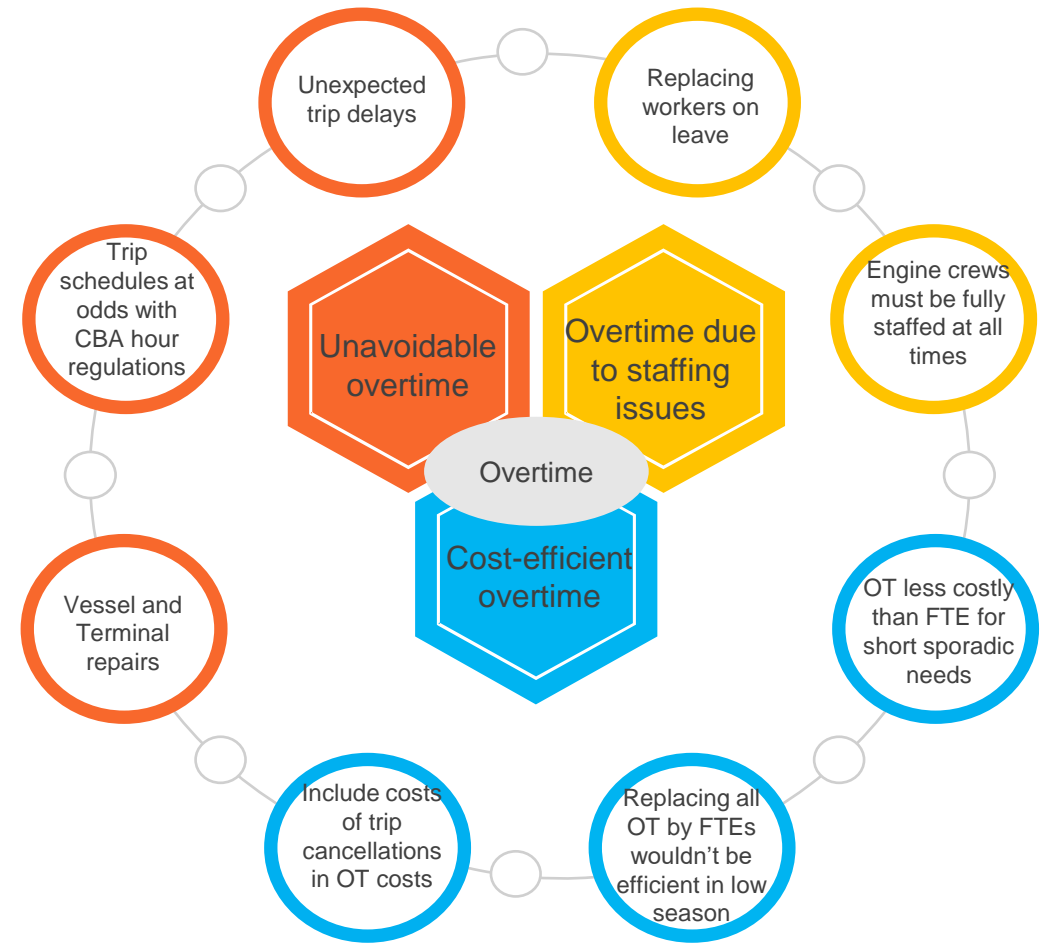 Unexpected
trip delays
Replacing
workers on
leave
Trip
schedules at
odds with
CBA hour
regulations
Engine crews
must be fully
staffed at all
times
Unavoidable
overtime
Overtime due
to staffing
issues
Overtime
Cost-efficient
overtime
Vessel and
Terminal
repairs
OT less costly
than FTE for
short sporadic
needs
Include costs
of trip
cancellations
in OT costs
Replacing all
OT by FTEs
wouldn’t be
efficient in low
season